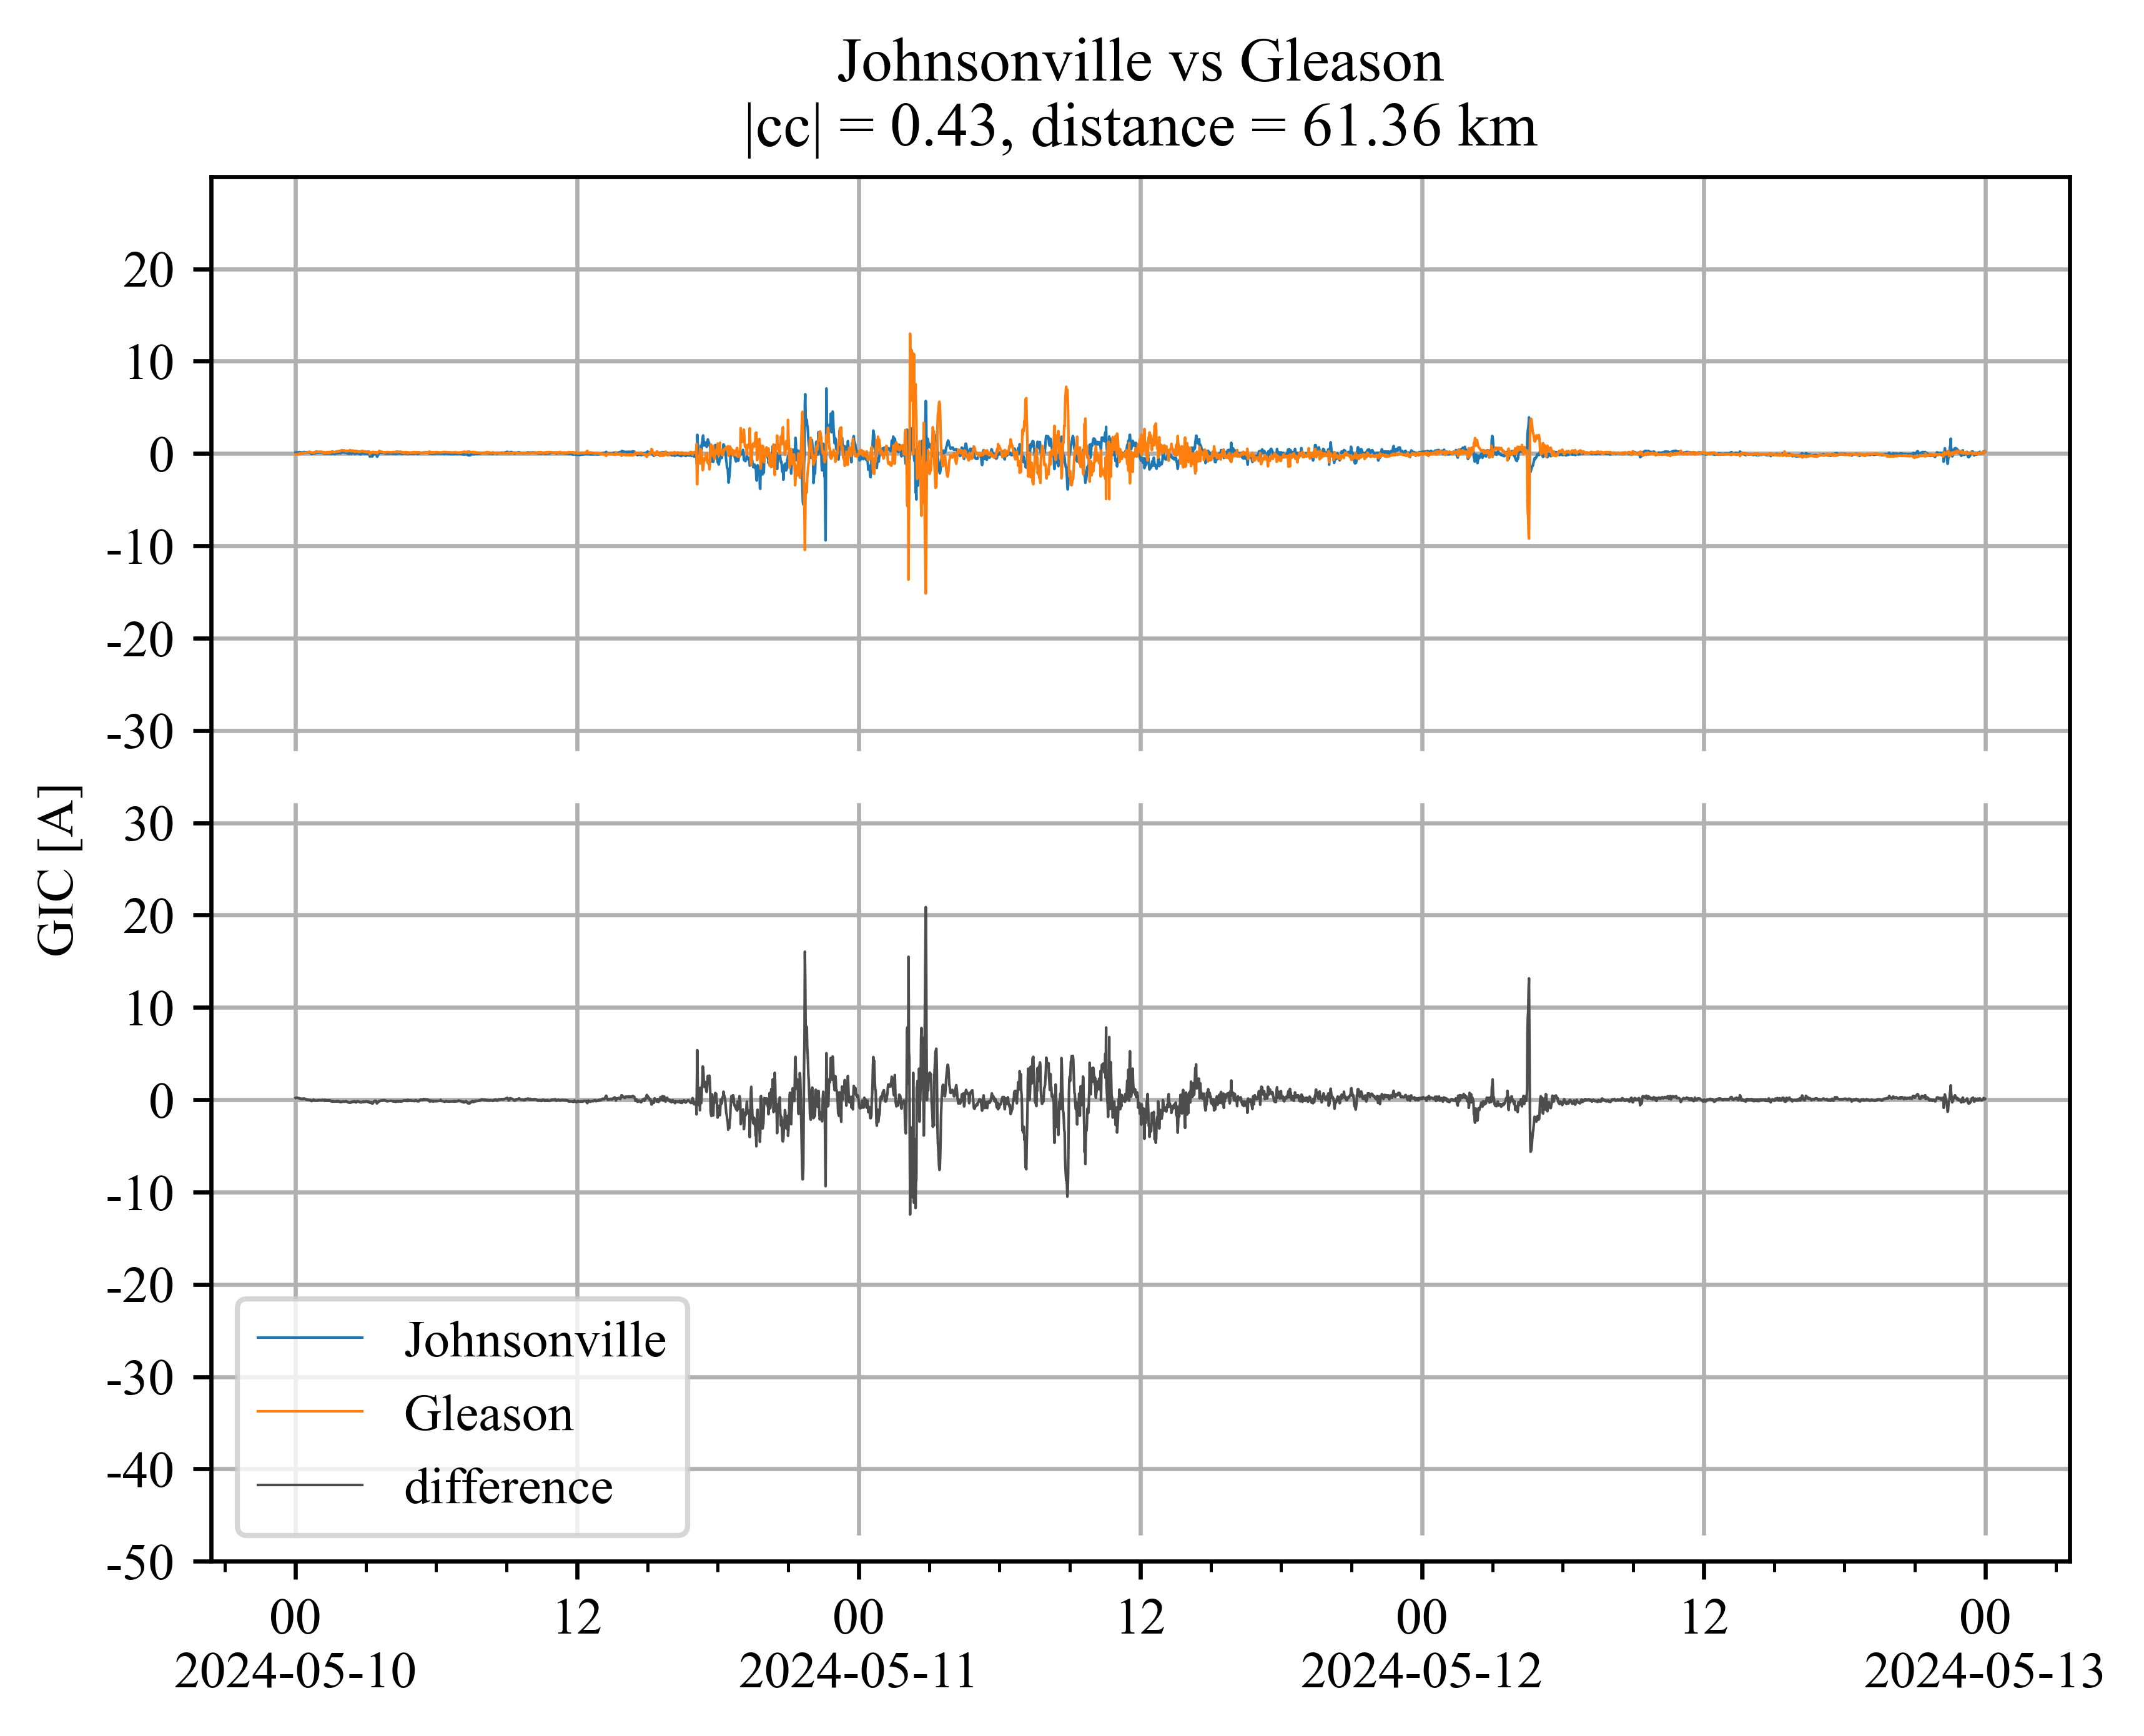 Johnsonville vs Gleason
|cc| = 0.43, distance = 61.36 km
GIC [A]
20
10
0
-10
-20
-30
30
20
10
0
-10
-20
-30
-40
-50
Johnsonville
Gleason
difference
00 12 00 12 00 12 00
2024-05-10 2024-05-11 2024-05-12 2024-05-13